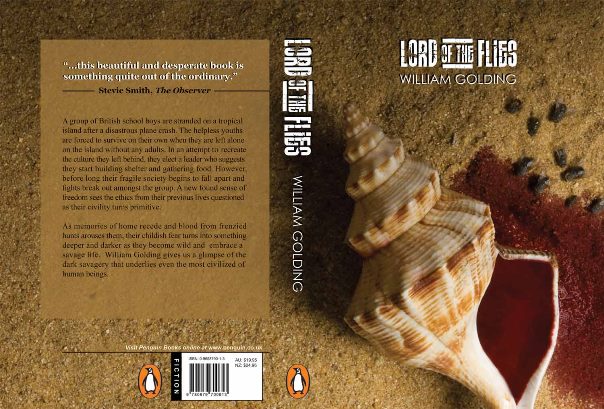 "...this beautiful and desperate book is
something quite out of the ordinary."
Stevie Smith, The Observer
A group of British school boys are stranded on a tropical
island after a disastrous plane crash. The helpless youths
are forced to survive on their own when they are left alone
on the island without any adults. In an attempt to recreate
the culture they left behind, they elect a leader who suggests
they start building shelter and gathering food. However,
before long their fragile society begins to fall apart and
fights break out amongst the group. A new found sense of
freedom sees the ethics from their previous lives questioned
as their civility turns primitive.
As memories of home recede and blood from frenzied
hunts arouses them, their childish fear turns into something
deeper and darker as they become wild and embrace a
savage life. William Golding gives us a glimpse of the
dark savagery that underlies even the most civilized of
human beings.
Visit Penguin Books online at www.penguin.co.uk
FICTION
AU: $19.95
NZ: $24.95
LORD OF THE FLIES
WILLIAM GOLDING
LORD OF THE FLIES
WILLIAM GOLDING